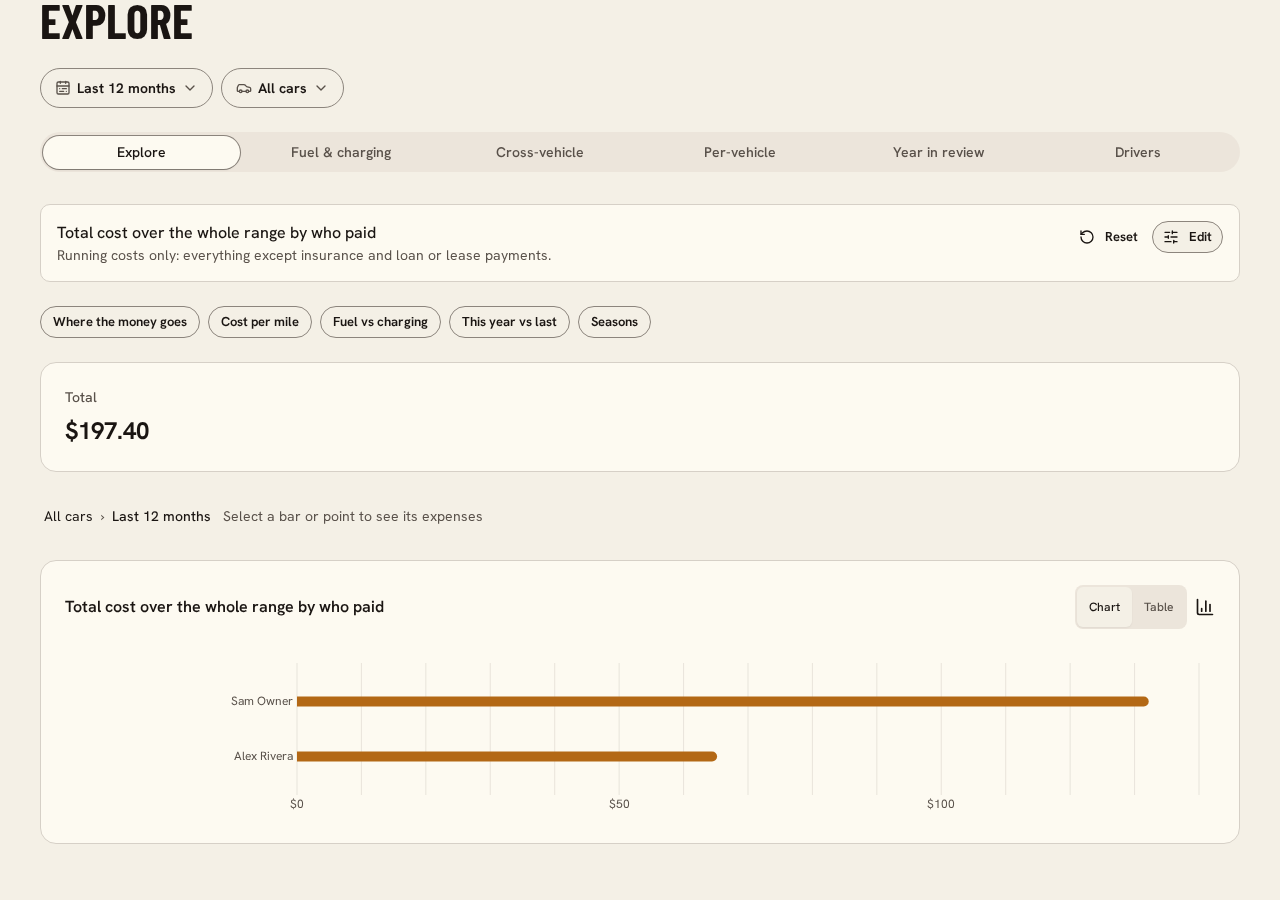 EXPLORE
Last 12 months All cars
Explore Fuel & charging Cross-vehicle Per-vehicle Year in review Drivers
Total cost over the whole range by who paid
Reset Edit
Running costs only: everything except insurance and loan or lease payments.
Where the money goes Cost per mile Fuel vs charging This year vs last Seasons
Total
$197.40
All cars › Last 12 months Select a bar or point to see its expenses
Total cost over the whole range by who paid Chart Table
Sam Owner
Alex Rivera
$0 $50 $100